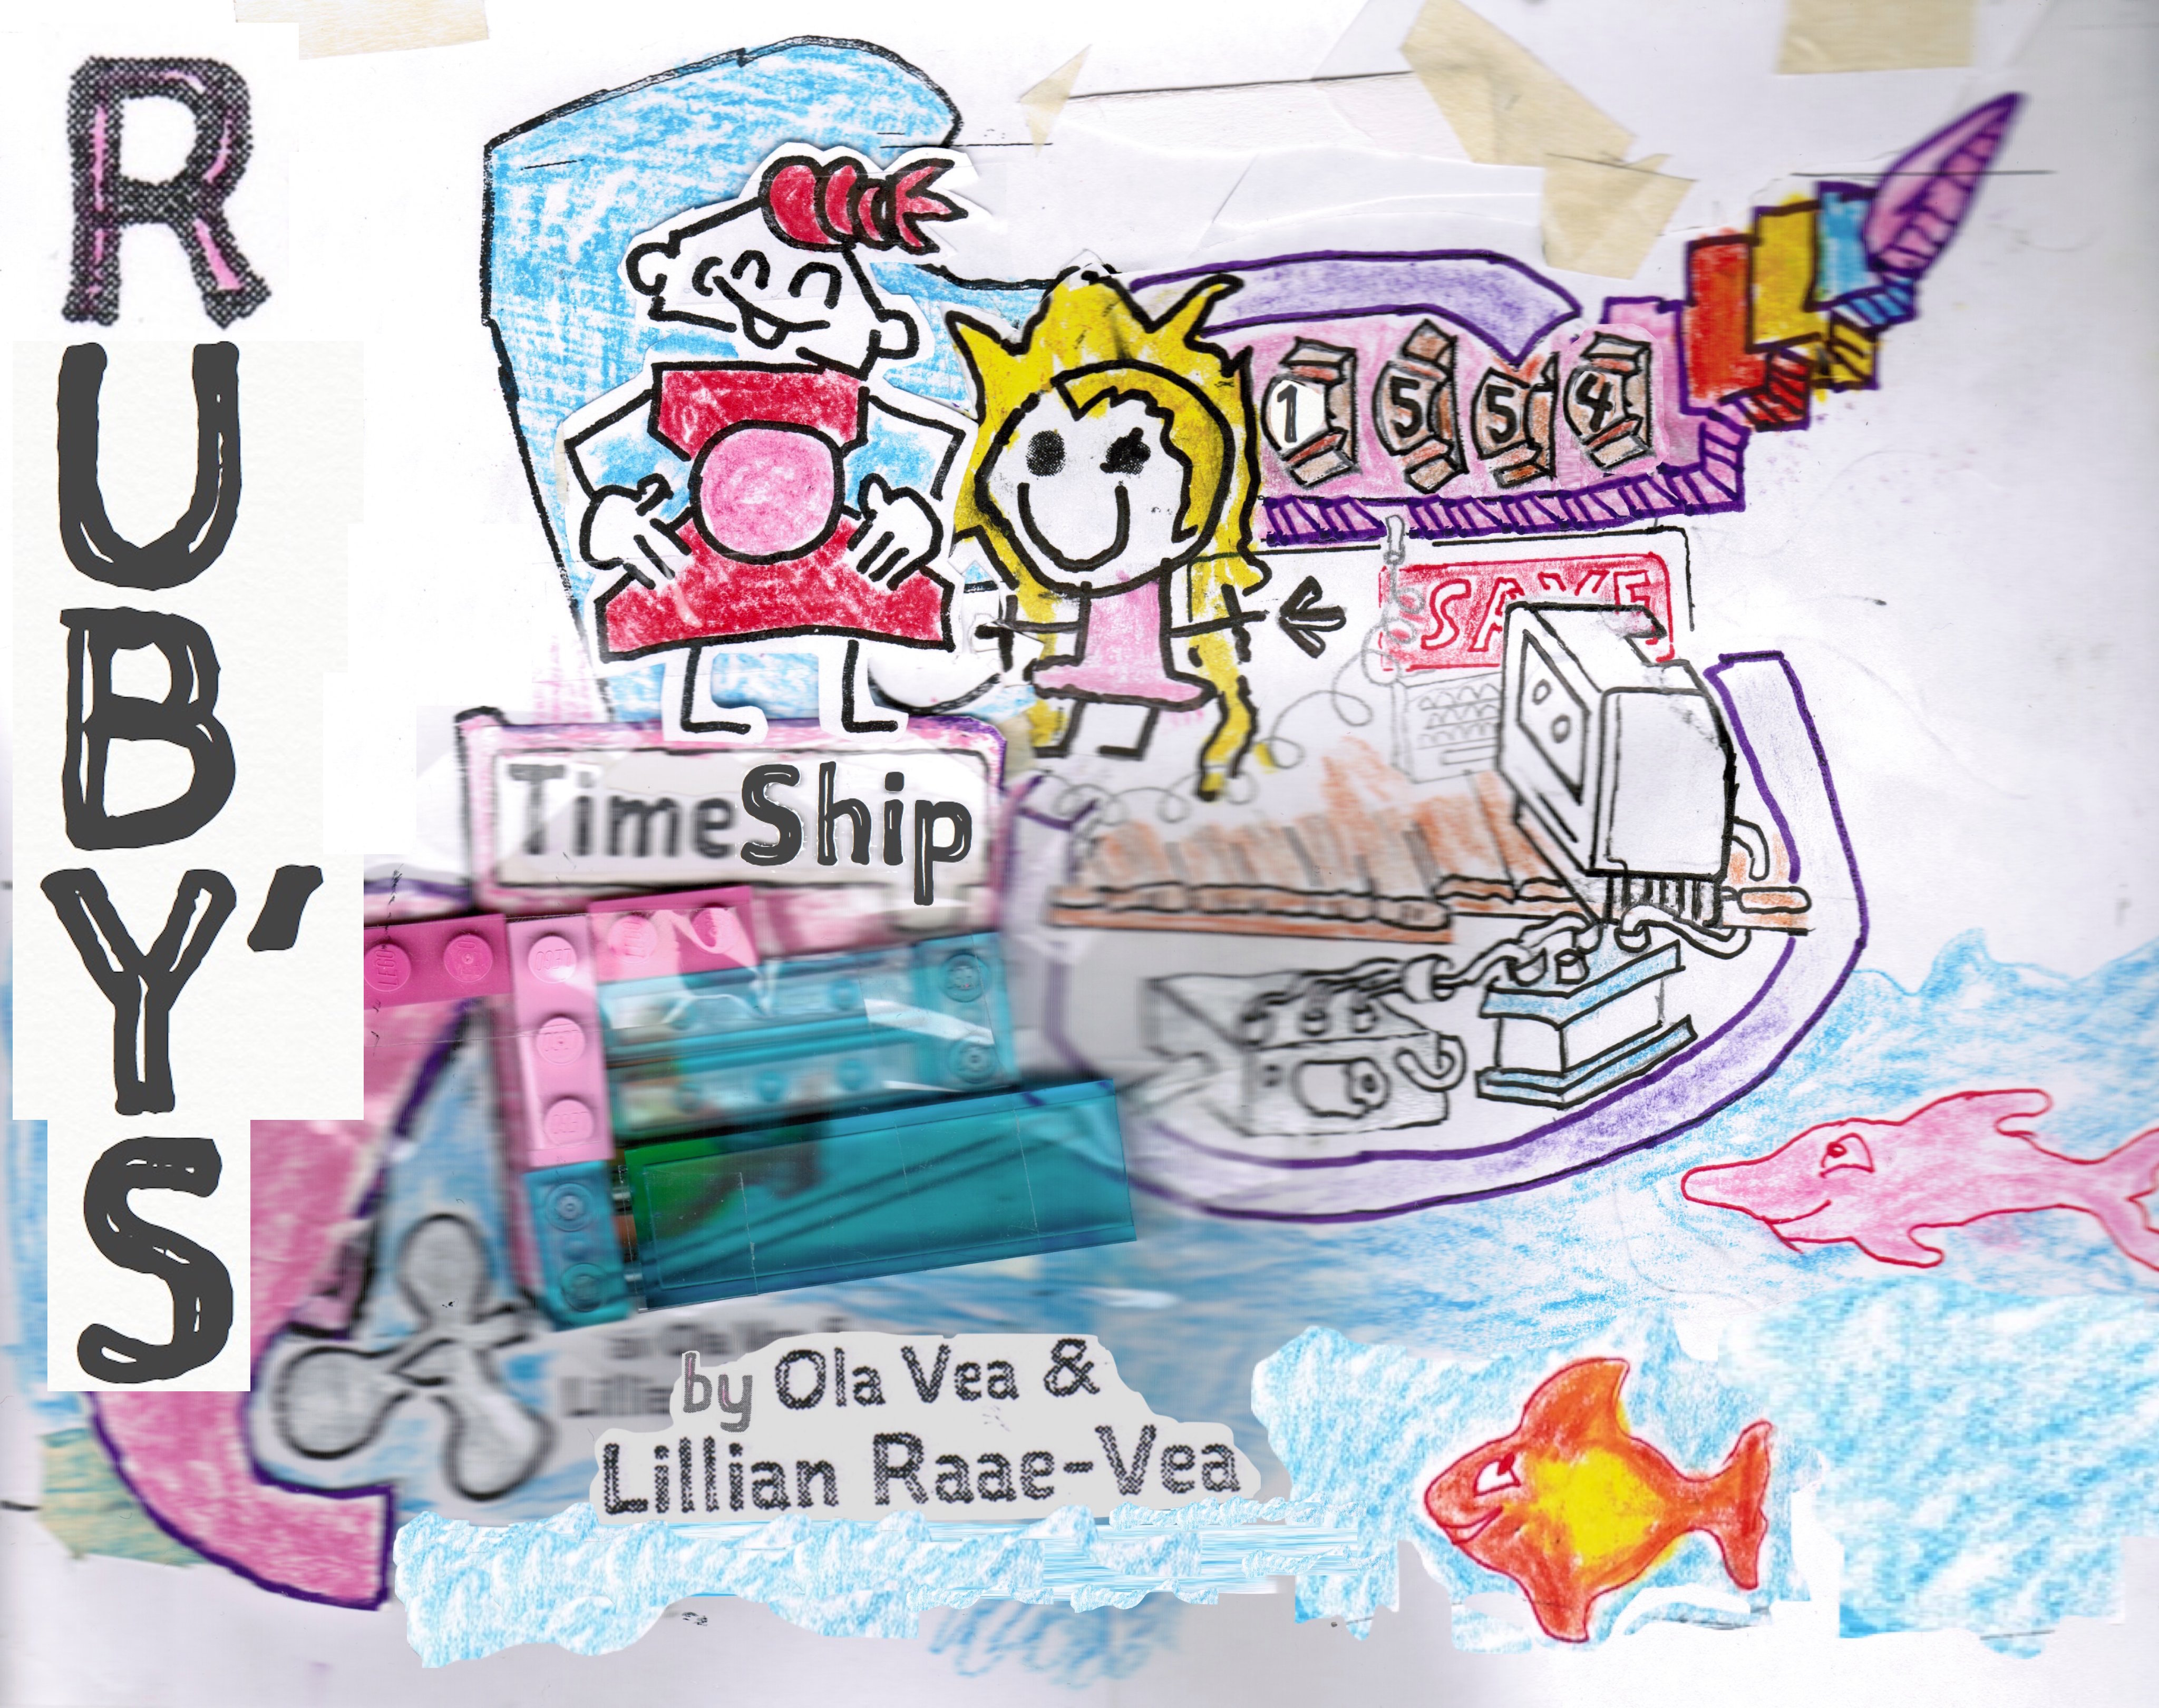 RUBY'S
1554
SAVE
TimeShip
by Ola Vea &
Lillian Raae-Vea